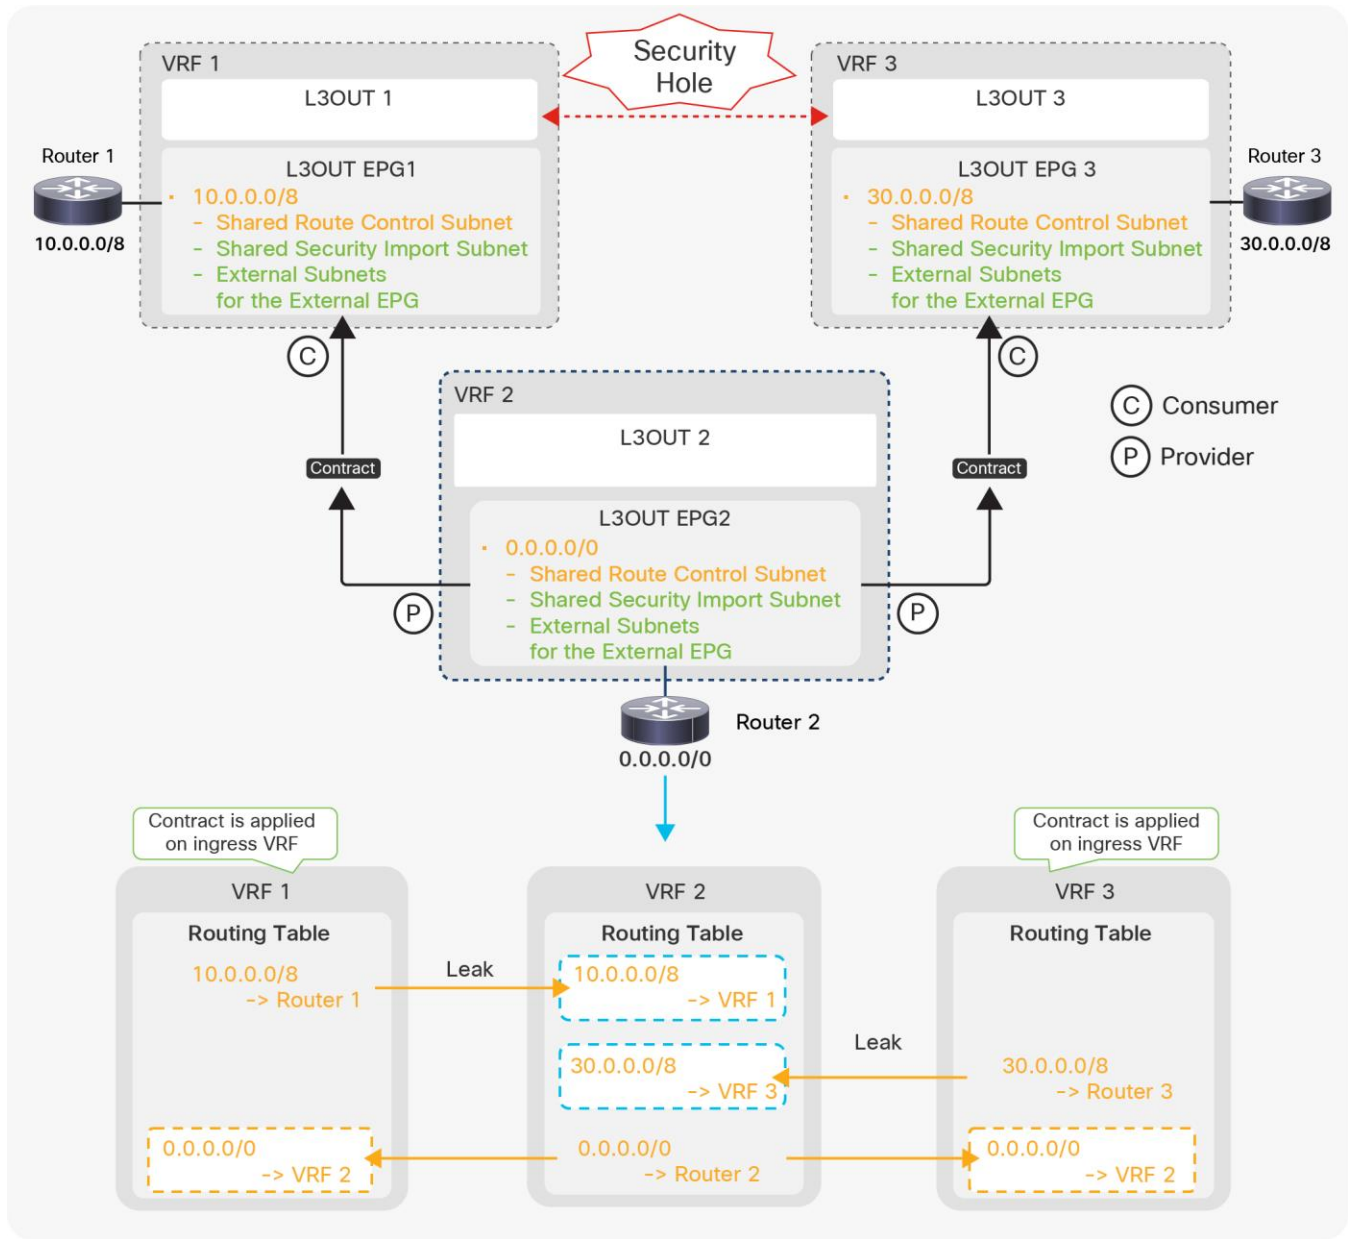 Security
Hole
VRF 1
L3OUT 1
Router 1
10.0.0.0/8
L3OUT EPG1
· 10.0.0.0/8
- Shared Route Control Subnet
- Shared Security Import Subnet
- External Subnets
for the External EPG
VRF 3
L3OUT 3
L3OUT EPG 3
· 30.0.0.0/8
- Shared Route Control Subnet
- Shared Security Import Subnet
- External Subnets
for the External EPG
Router 3
30.0.0.0/8
C
C
C Consumer
P Provider
Contract
Contract
VRF 2
L3OUT 2
L3OUT EPG2
· 0.0.0.0/0
- Shared Route Control Subnet
- Shared Security Import Subnet
- External Subnets
for the External EPG
P
P
Router 2
0.0.0.0/0
Contract is applied
on ingress VRF
Contract is applied
on ingress VRF
VRF 1
Routing Table
10.0.0.0/8
-> Router 1
0.0.0.0/0
-> VRF 2
Leak
VRF 2
Routing Table
10.0.0.0/8
-> VRF 1
30.0.0.0/8
-> VRF 3
0.0.0.0/0
-> Router 2
Leak
VRF 3
Routing Table
30.0.0.0/8
-> Router 3
0.0.0.0/0
-> VRF 2